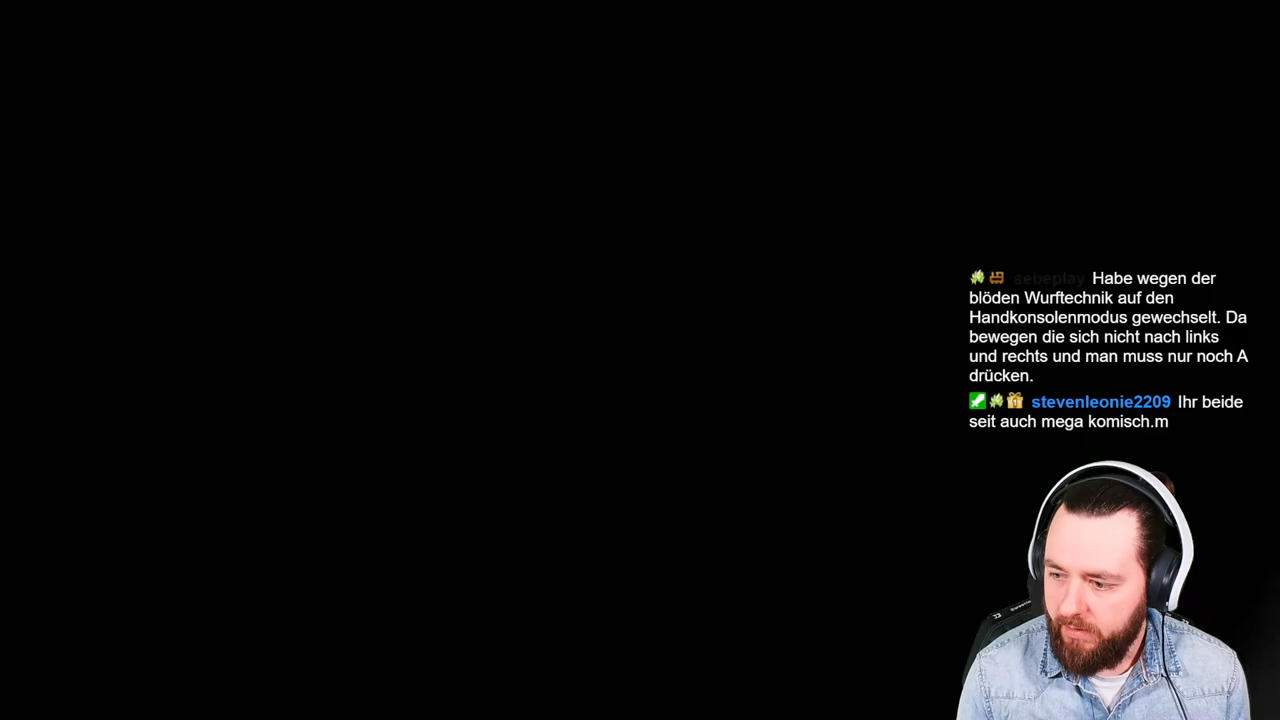 sebeplay Habe wegen der
blöden Wurftechnik auf den
Handkonsolenmodus gewechselt. Da
bewegen die sich nicht nach links
und rechts und man muss nur noch A
drücken.
stevenleonie2209 Ihr beide
seit auch mega komisch.m